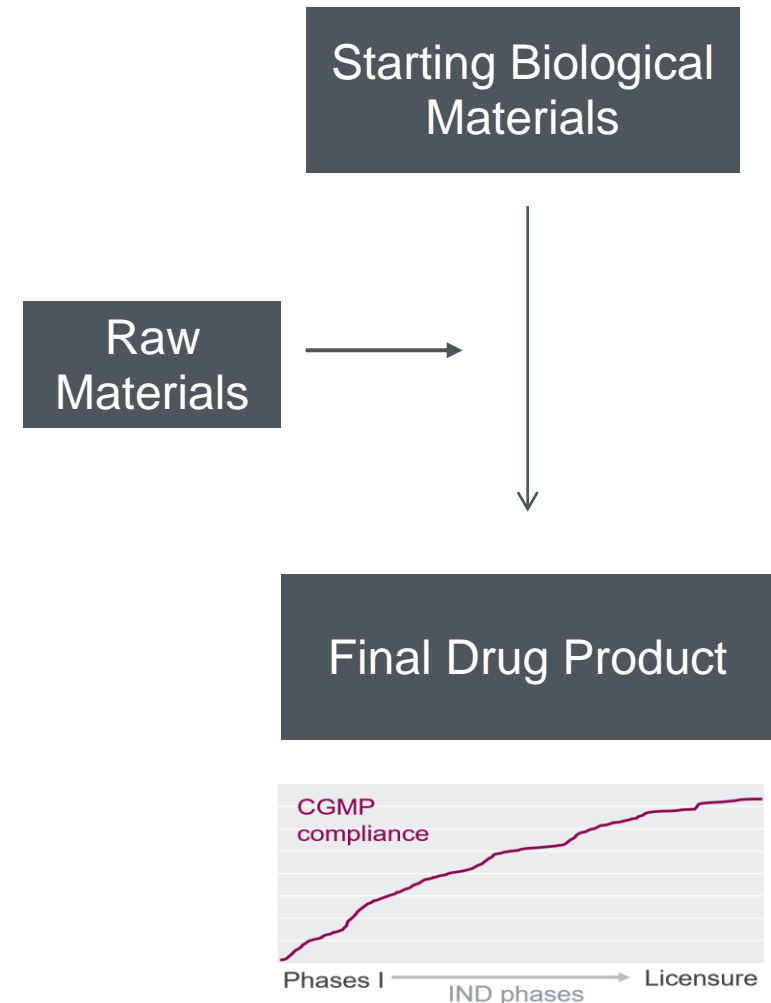 Starting Biological
Materials
Raw
Materials
Final Drug Product
CGMP
compliance
Phases I
IND phases
Licensure